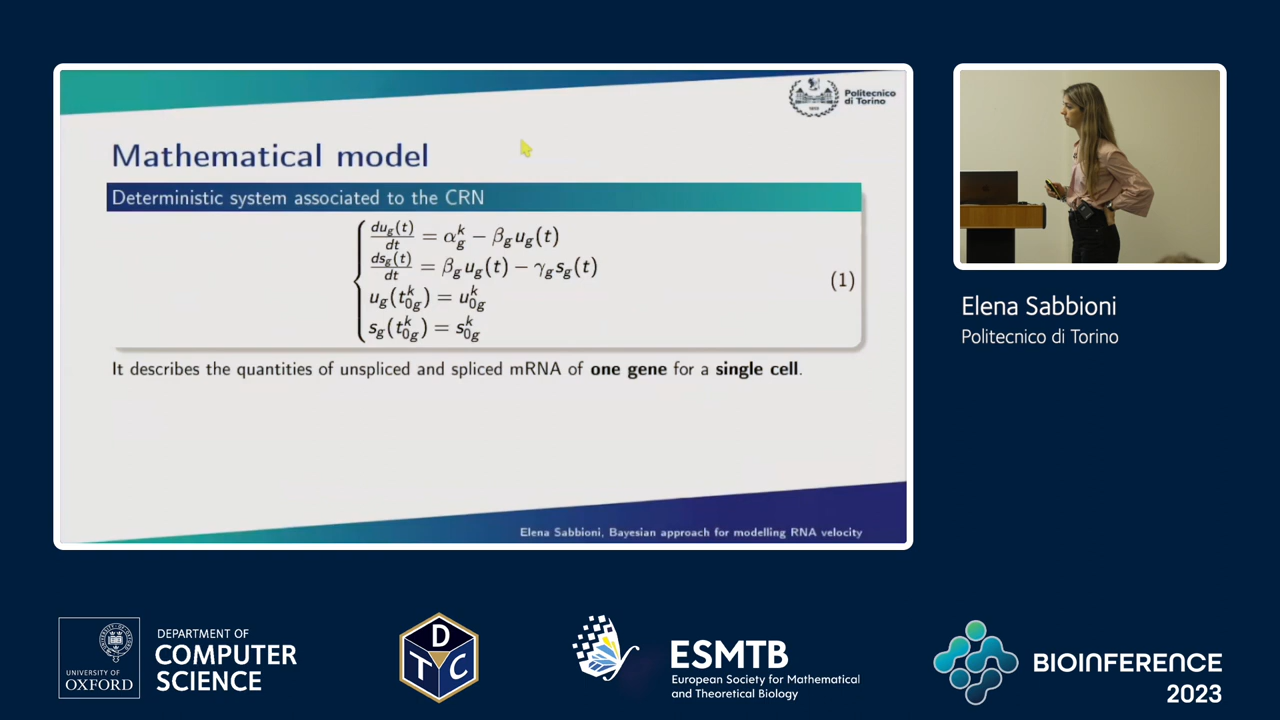 Politecnico
di Torino
Mathematical model
Deterministic system associated to the CRN
du_g(t)/dt = α_g^k − β_g u_g(t)
ds_g(t)/dt = β_g u_g(t) − γ_g s_g(t)
u_g(t_{0g}^k) = u_{0g}^k
s_g(t_{0g}^k) = s_{0g}^k
(1)
It describes the quantities of unspliced and spliced mRNA of one gene for a single cell.
Elena Sabbioni, Bayesian approach for modelling RNA velocity
Elena Sabbioni
Politecnico di Torino
UNIVERSITY OF
OXFORD
DEPARTMENT OF
COMPUTER
SCIENCE
D
T C
ESMTB
European Society for Mathematical
and Theoretical Biology
BIOINFERENCE
2023